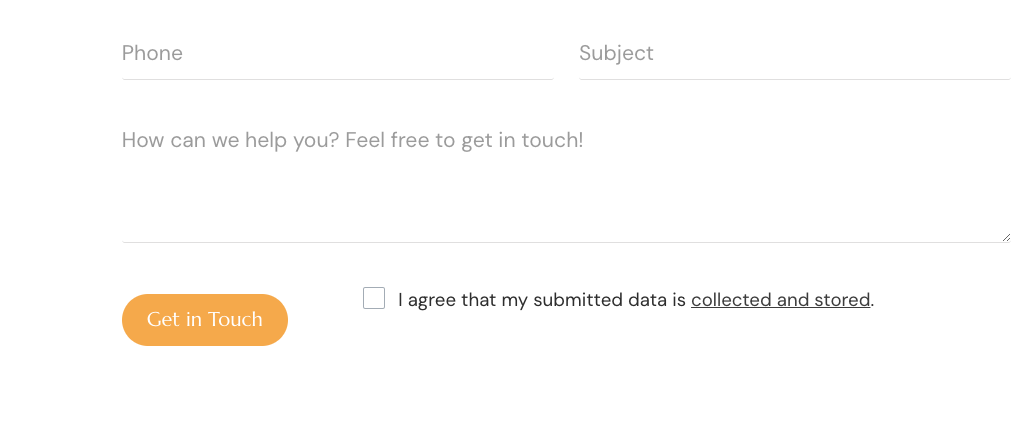 Phone
Subject
How can we help you? Feel free to get in touch!
Get in Touch
I agree that my submitted data is collected and stored.